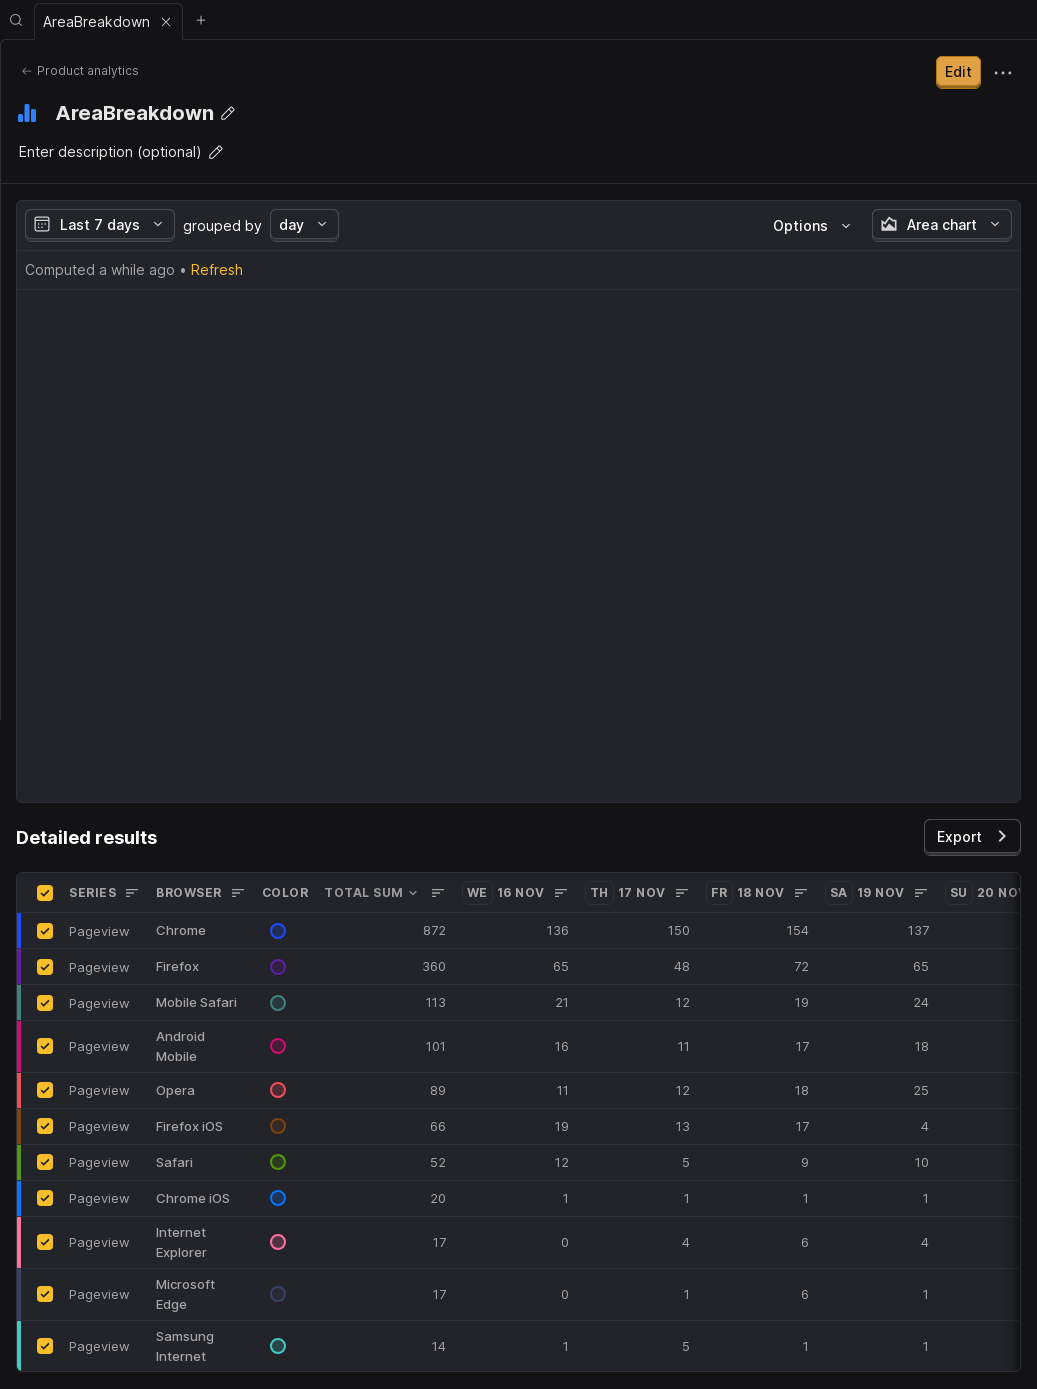 AreaBreakdown
Product analytics
Edit
AreaBreakdown
Enter description (optional)
Last 7 days grouped by day Options Area chart
Computed a while ago • Refresh
Detailed results Export
SERIES BROWSER COLOR TOTAL SUM WE 16 NOV TH 17 NOV FR 18 NOV SA 19 NOV SU 20 NOV
Pageview Chrome 872 136 150 154 137
Pageview Firefox 360 65 48 72 65
Pageview Mobile Safari 113 21 12 19 24
Pageview Android Mobile 101 16 11 17 18
Pageview Opera 89 11 12 18 25
Pageview Firefox iOS 66 19 13 17 4
Pageview Safari 52 12 5 9 10
Pageview Chrome iOS 20 1 1 1 1
Pageview Internet Explorer 17 0 4 6 4
Pageview Microsoft Edge 17 0 1 6 1
Pageview Samsung Internet 14 1 5 1 1